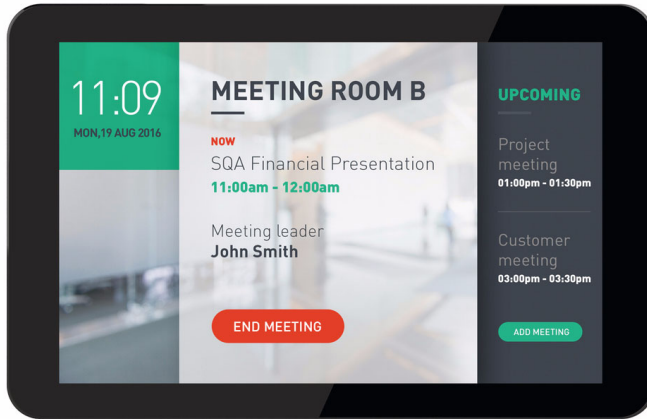 11:09
MON,19 AUG 2016
MEETING ROOM B
NOW
SQA Financial Presentation
11:00am - 12:00am
Meeting leader
John Smith
END MEETING
UPCOMING
Project
meeting
01:00pm - 01:30pm
Customer
meeting
03:00pm - 03:30pm
ADD MEETING